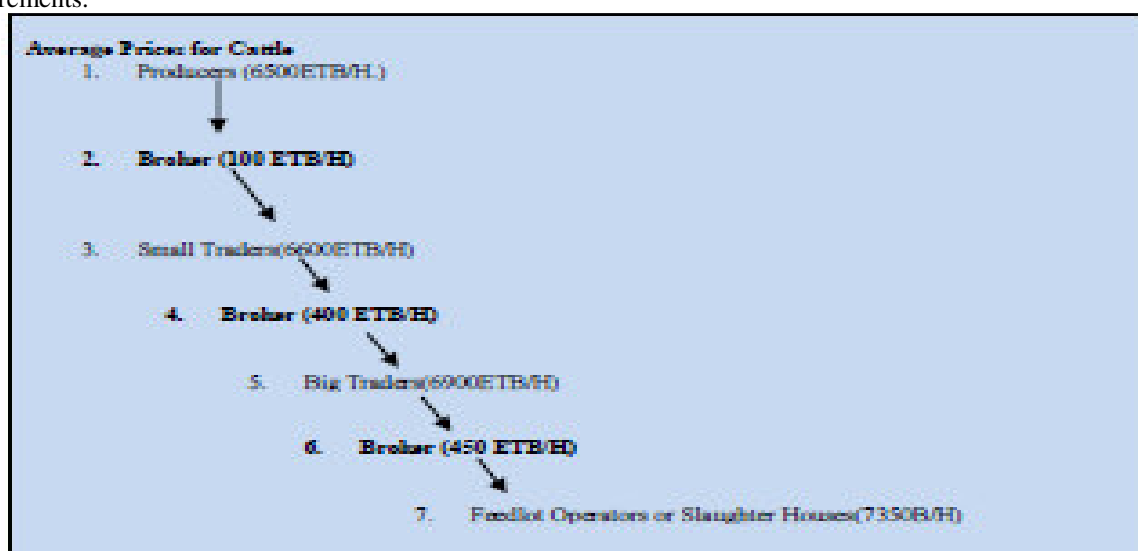 rements.
Average Prices for Cattle
1. Producers (6500ETB/H.)
2. Broker (100 ETB/H)
3. Small Traders(6600ETB/H)
4. Broker (400 ETB/H)
5. Big Traders(6900ETB/H)
6. Broker (450 ETB/H)
7. Feedlot Operators or Slaughter Houses(7350B/H)